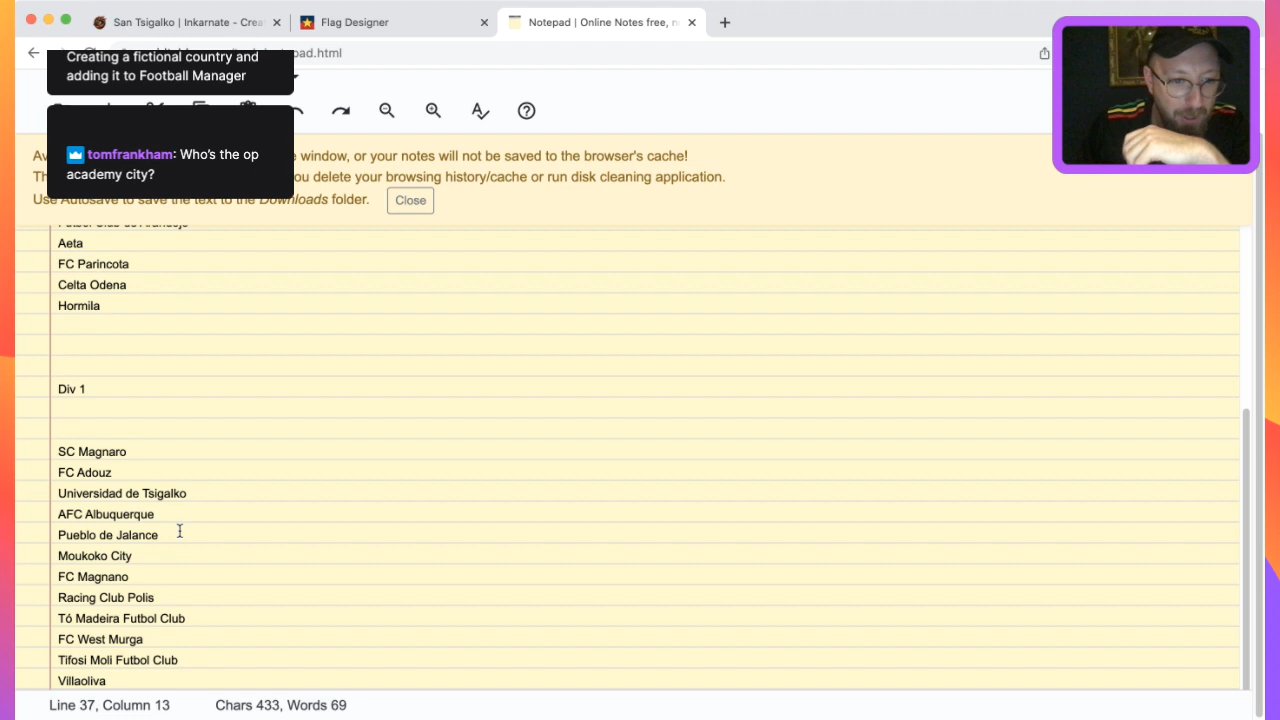 San Tsigalko | Inkarnate - Crea
Flag Designer
Notepad | Online Notes free, n
pad.html
Creating a fictional country and
adding it to Football Manager
tomfrankham: Who's the op
academy city?
window, or your notes will not be saved to the browser's cache!
ou delete your browsing history/cache or run disk cleaning application.
Use Autosave to save the text to the Downloads folder.
Close
Aeta
FC Parincota
Celta Odena
Hormila
Div 1
SC Magnaro
FC Adouz
Universidad de Tsigalko
AFC Albuquerque
Pueblo de Jalance
Moukoko City
FC Magnano
Racing Club Polis
Tó Madeira Futbol Club
FC West Murga
Tifosi Moli Futbol Club
Villaoliva
Line 37, Column 13
Chars 433, Words 69